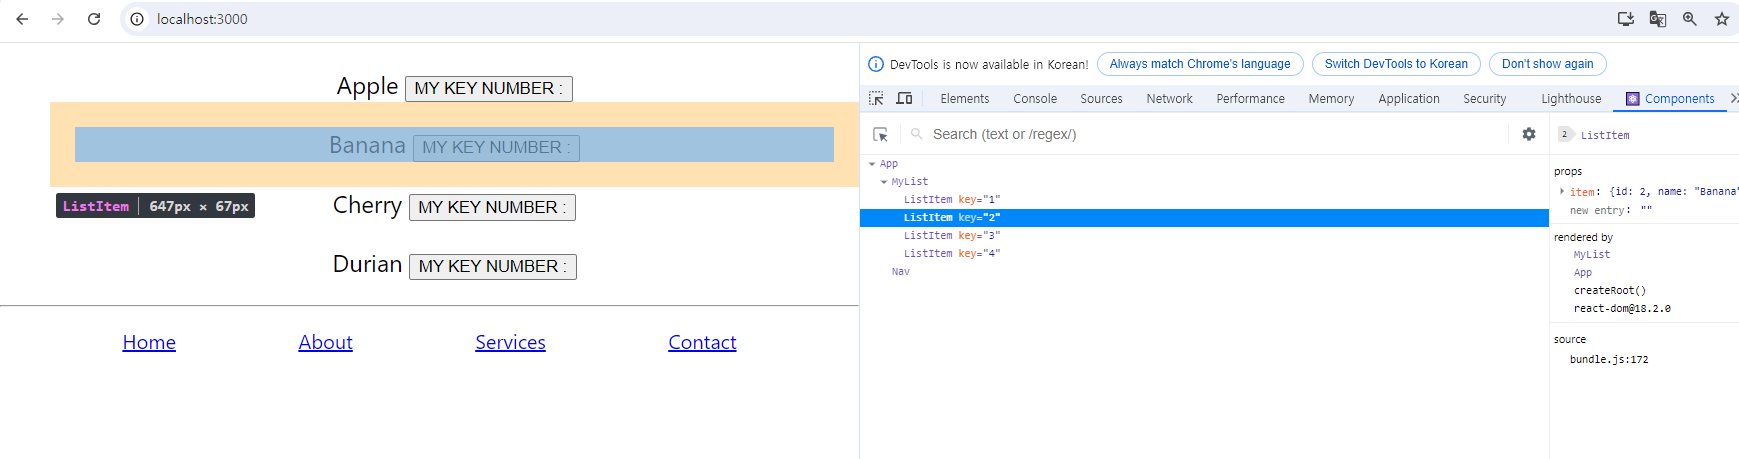 localhost:3000
Apple MY KEY NUMBER :
Banana MY KEY NUMBER :
ListItem 647px × 67px
Cherry MY KEY NUMBER :
Durian MY KEY NUMBER :
Home About Services Contact
DevTools is now available in Korean! Always match Chrome's language Switch DevTools to Korean Don't show again
Elements Console Sources Network Performance Memory Application Security Lighthouse Components
Search (text or /regex/)
App
MyList
ListItem key="1"
ListItem key="2"
ListItem key="3"
ListItem key="4"
Nav
2 ListItem
props
item: {id: 2, name: "Banana"
new entry: ""
rendered by
MyList
App
createRoot()
react-dom@18.2.0
source
bundle.js:172